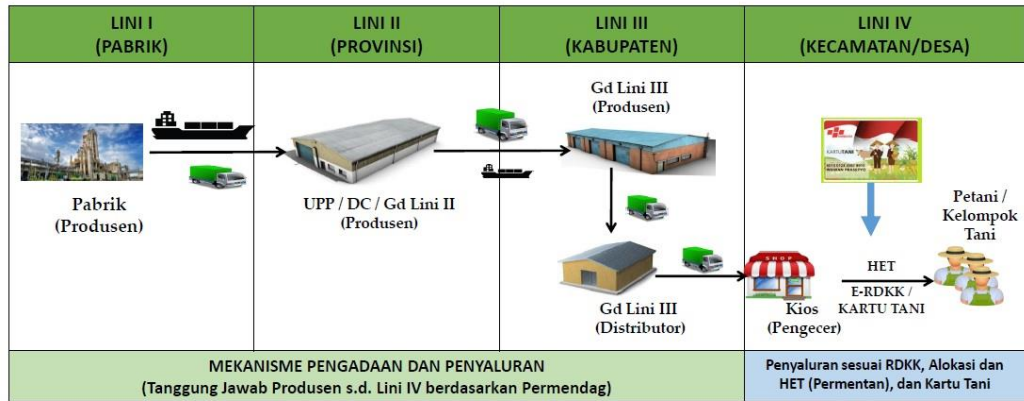 LINI I
(PABRIK)
LINI II
(PROVINSI)
LINI III
(KABUPATEN)
LINI IV
(KECAMATAN/DESA)
Pabrik
(Produsen)
UPP / DC / Gd Lini II
(Produsen)
Gd Lini III
(Produsen)
Gd Lini III
(Distributor)
SHOP
Kios
(Pengecer)
KARTU TANI
HET
E-RDKK /
KARTU TANI
Petani /
Kelompok
Tani
MEKANISME PENGADAAN DAN PENYALURAN
(Tanggung Jawab Produsen s.d. Lini IV berdasarkan Permendag)
Penyaluran sesuai RDKK, Alokasi dan
HET (Permentan), dan Kartu Tani